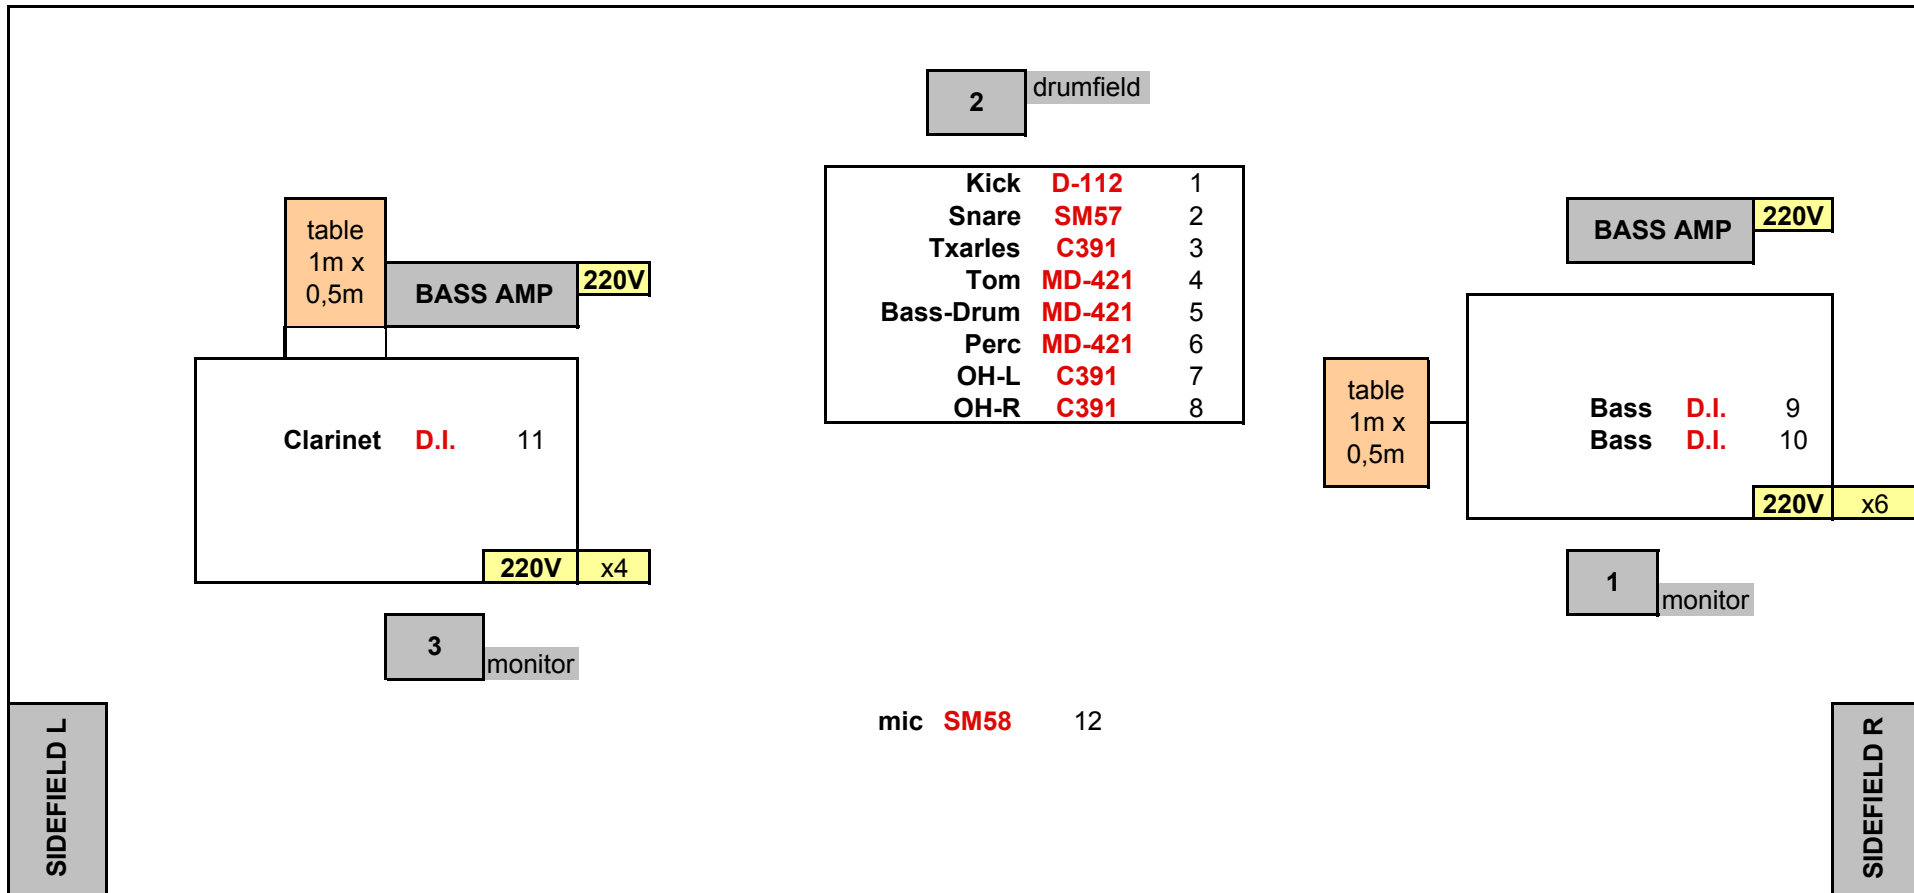 2 drumfield
Kick D-112 1
Snare SM57 2
Txarles C391 3
Tom MD-421 4
Bass-Drum MD-421 5
Perc MD-421 6
OH-L C391 7
OH-R C391 8
table
1m x
0,5m
BASS AMP 220V
Clarinet D.I. 11
220V x4
3 monitor
BASS AMP 220V
table
1m x
0,5m
Bass D.I. 9
Bass D.I. 10
220V x6
1 monitor
mic SM58 12
SIDEFIELD L
SIDEFIELD R